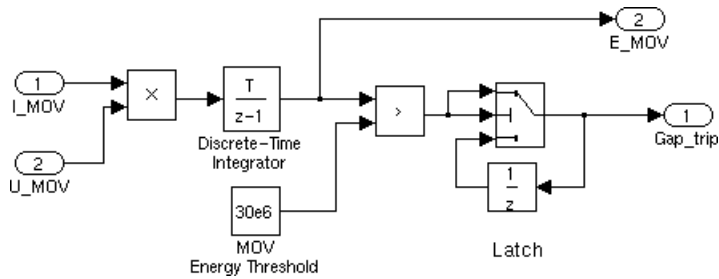 2
E_MOV
1
I_MOV
×
T
z-1
Discrete-Time
Integrator
>
1
Gap_trip
2
U_MOV
1
z
30e6
MOV
Energy Threshold
Latch